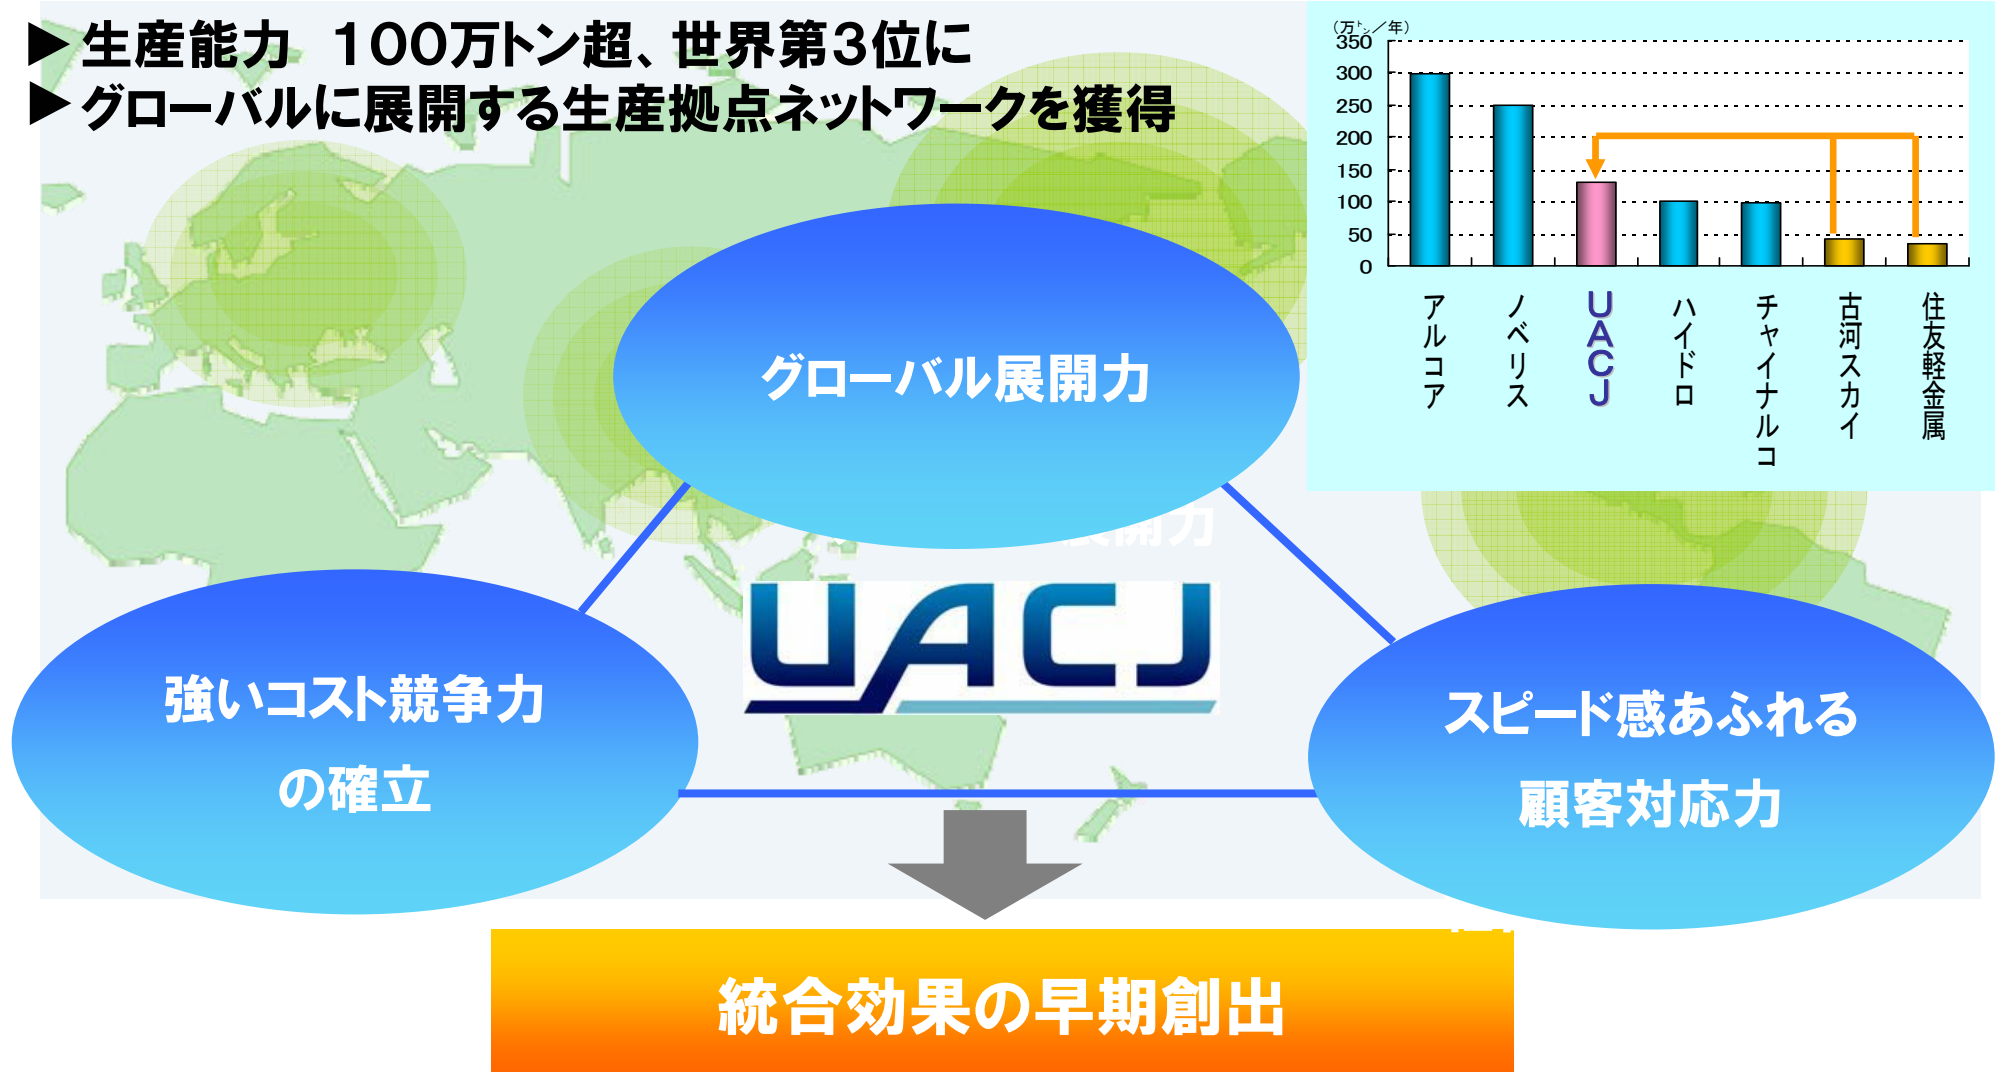 ▶生産能力　１００万トン超、世界第３位に
▶グローバルに展開する生産拠点ネットワークを獲得
（万トン／年）
350
300
250
200
150
100
50
0
アルコア
ノベリス
UACJ
ハイドロ
チャイナルコ
古河スカイ
住友軽金属
グローバル展開力
展開力
UACJ
強いコスト競争力
の確立
スピード感あふれる
顧客対応力
統合効果の早期創出